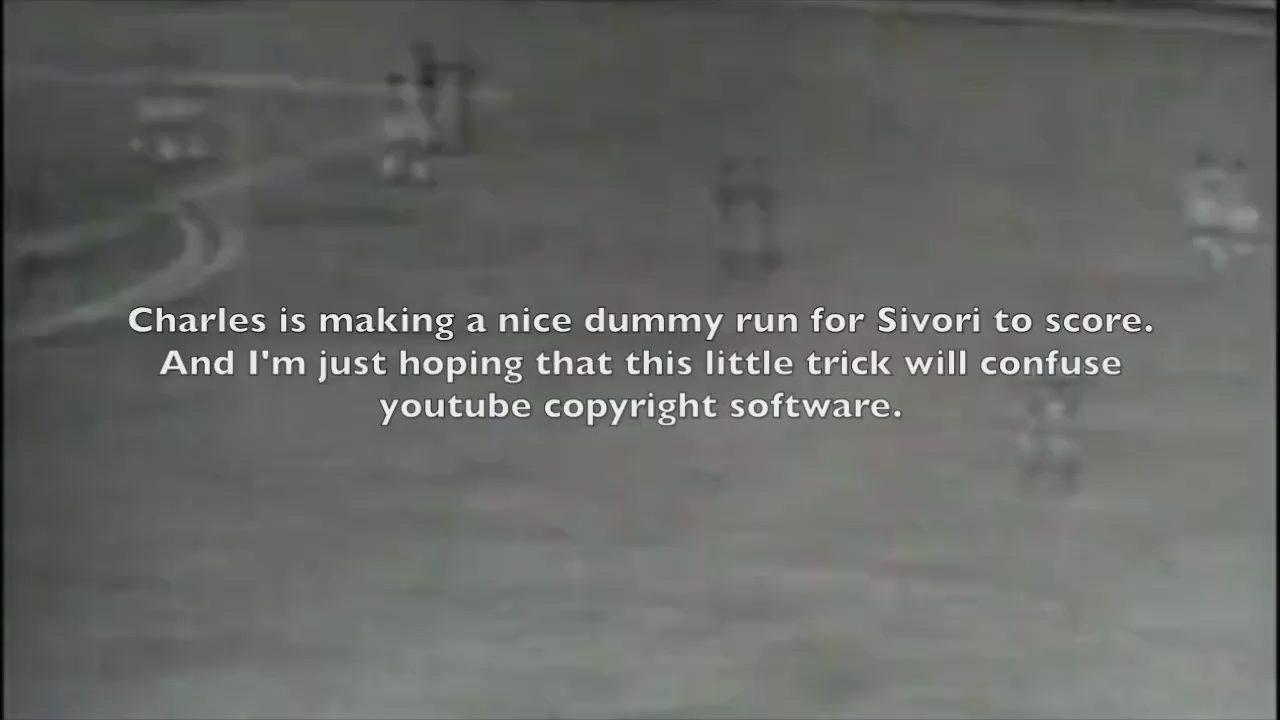 Charles is making a nice dummy run for Sivori to score.
And I'm just hoping that this little trick will confuse
youtube copyright software.